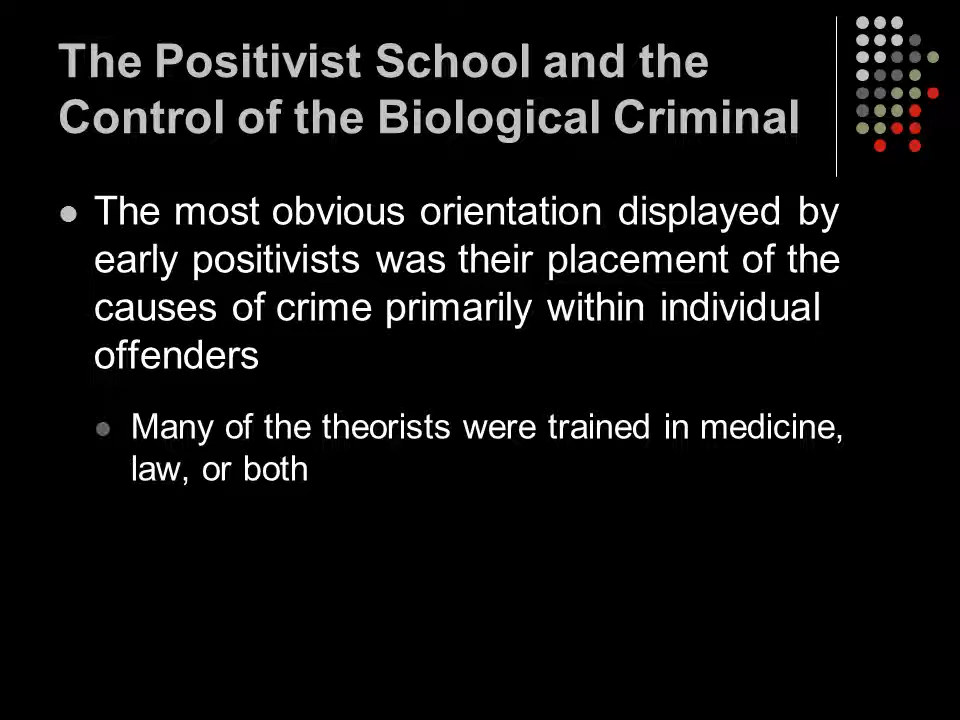 The Positivist School and the
Control of the Biological Criminal
The most obvious orientation displayed by
early positivists was their placement of the
causes of crime primarily within individual
offenders
Many of the theorists were trained in medicine,
law, or both